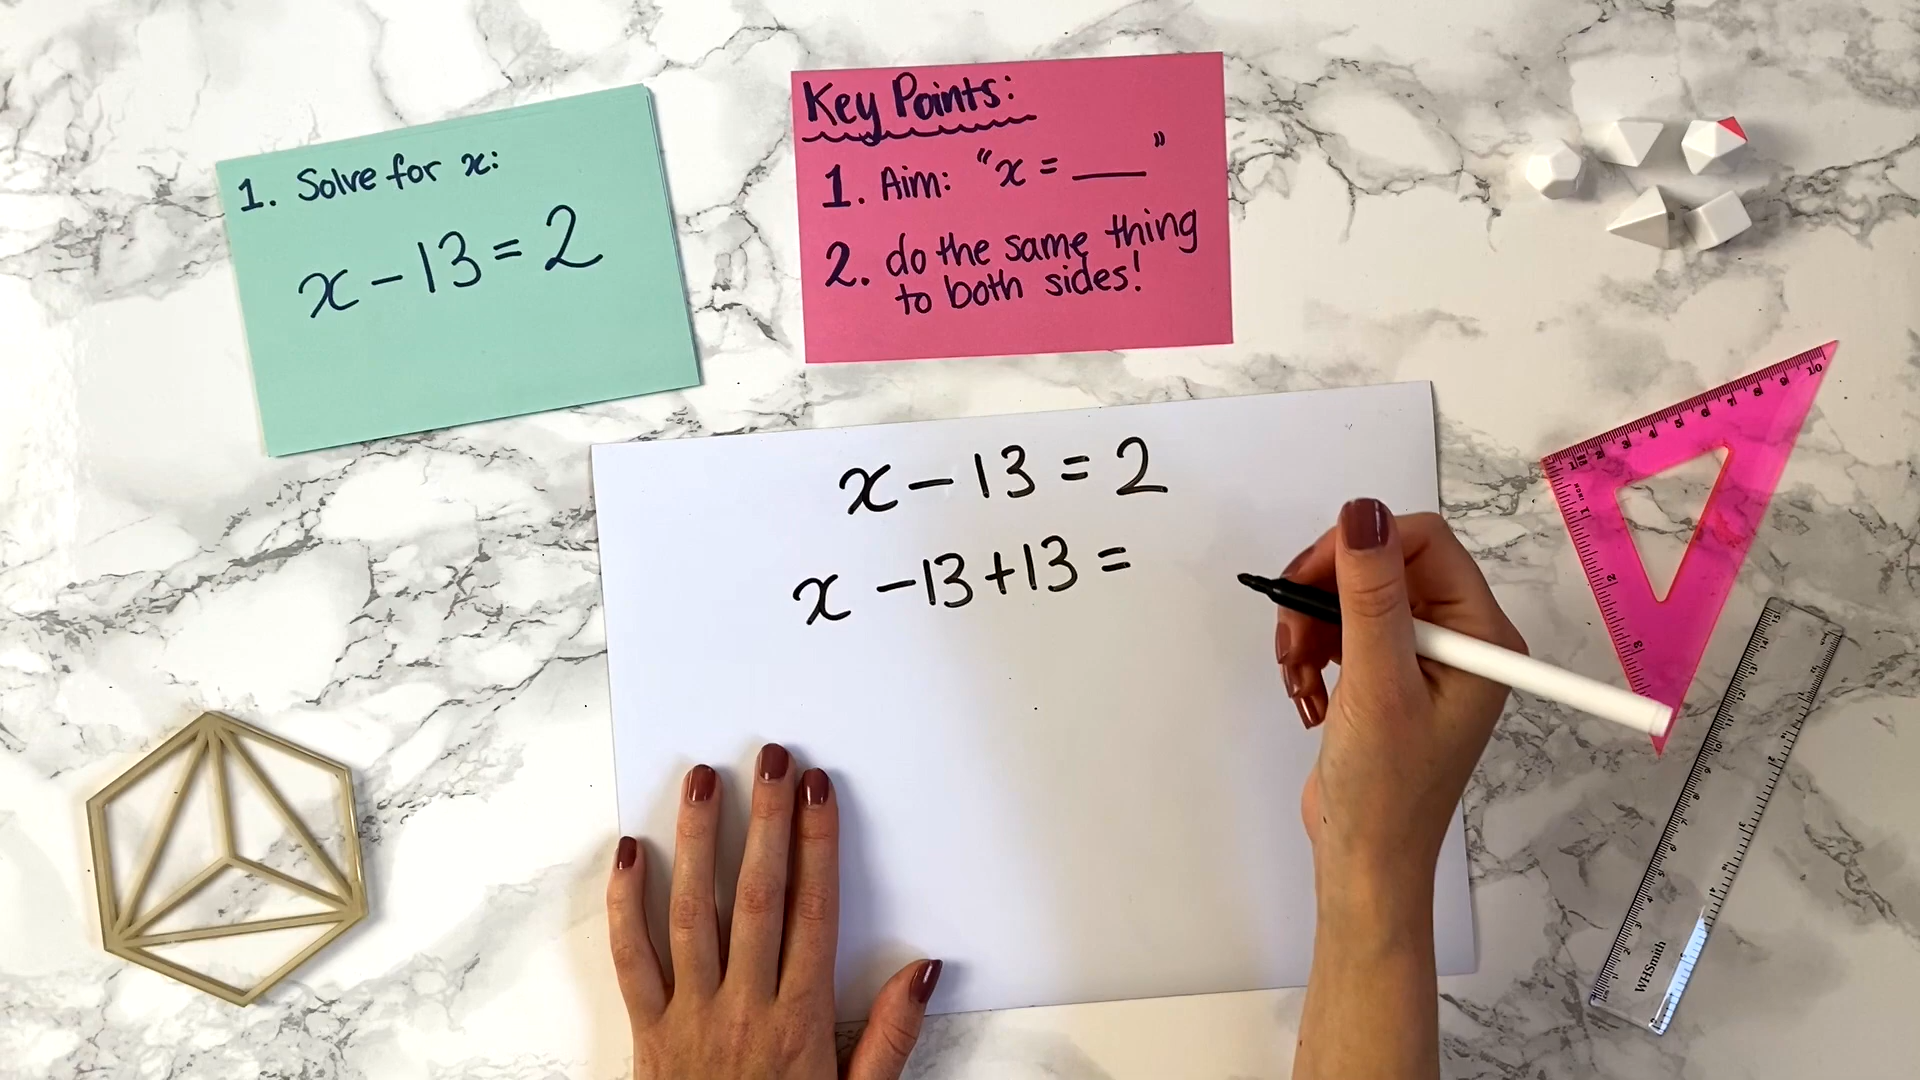 1. Solve for x:
x - 13 = 2
Key Points:
1. Aim: "x = ___"
2. do the same thing
to both sides!
x - 13 = 2
x - 13 + 13 =
WHSmith